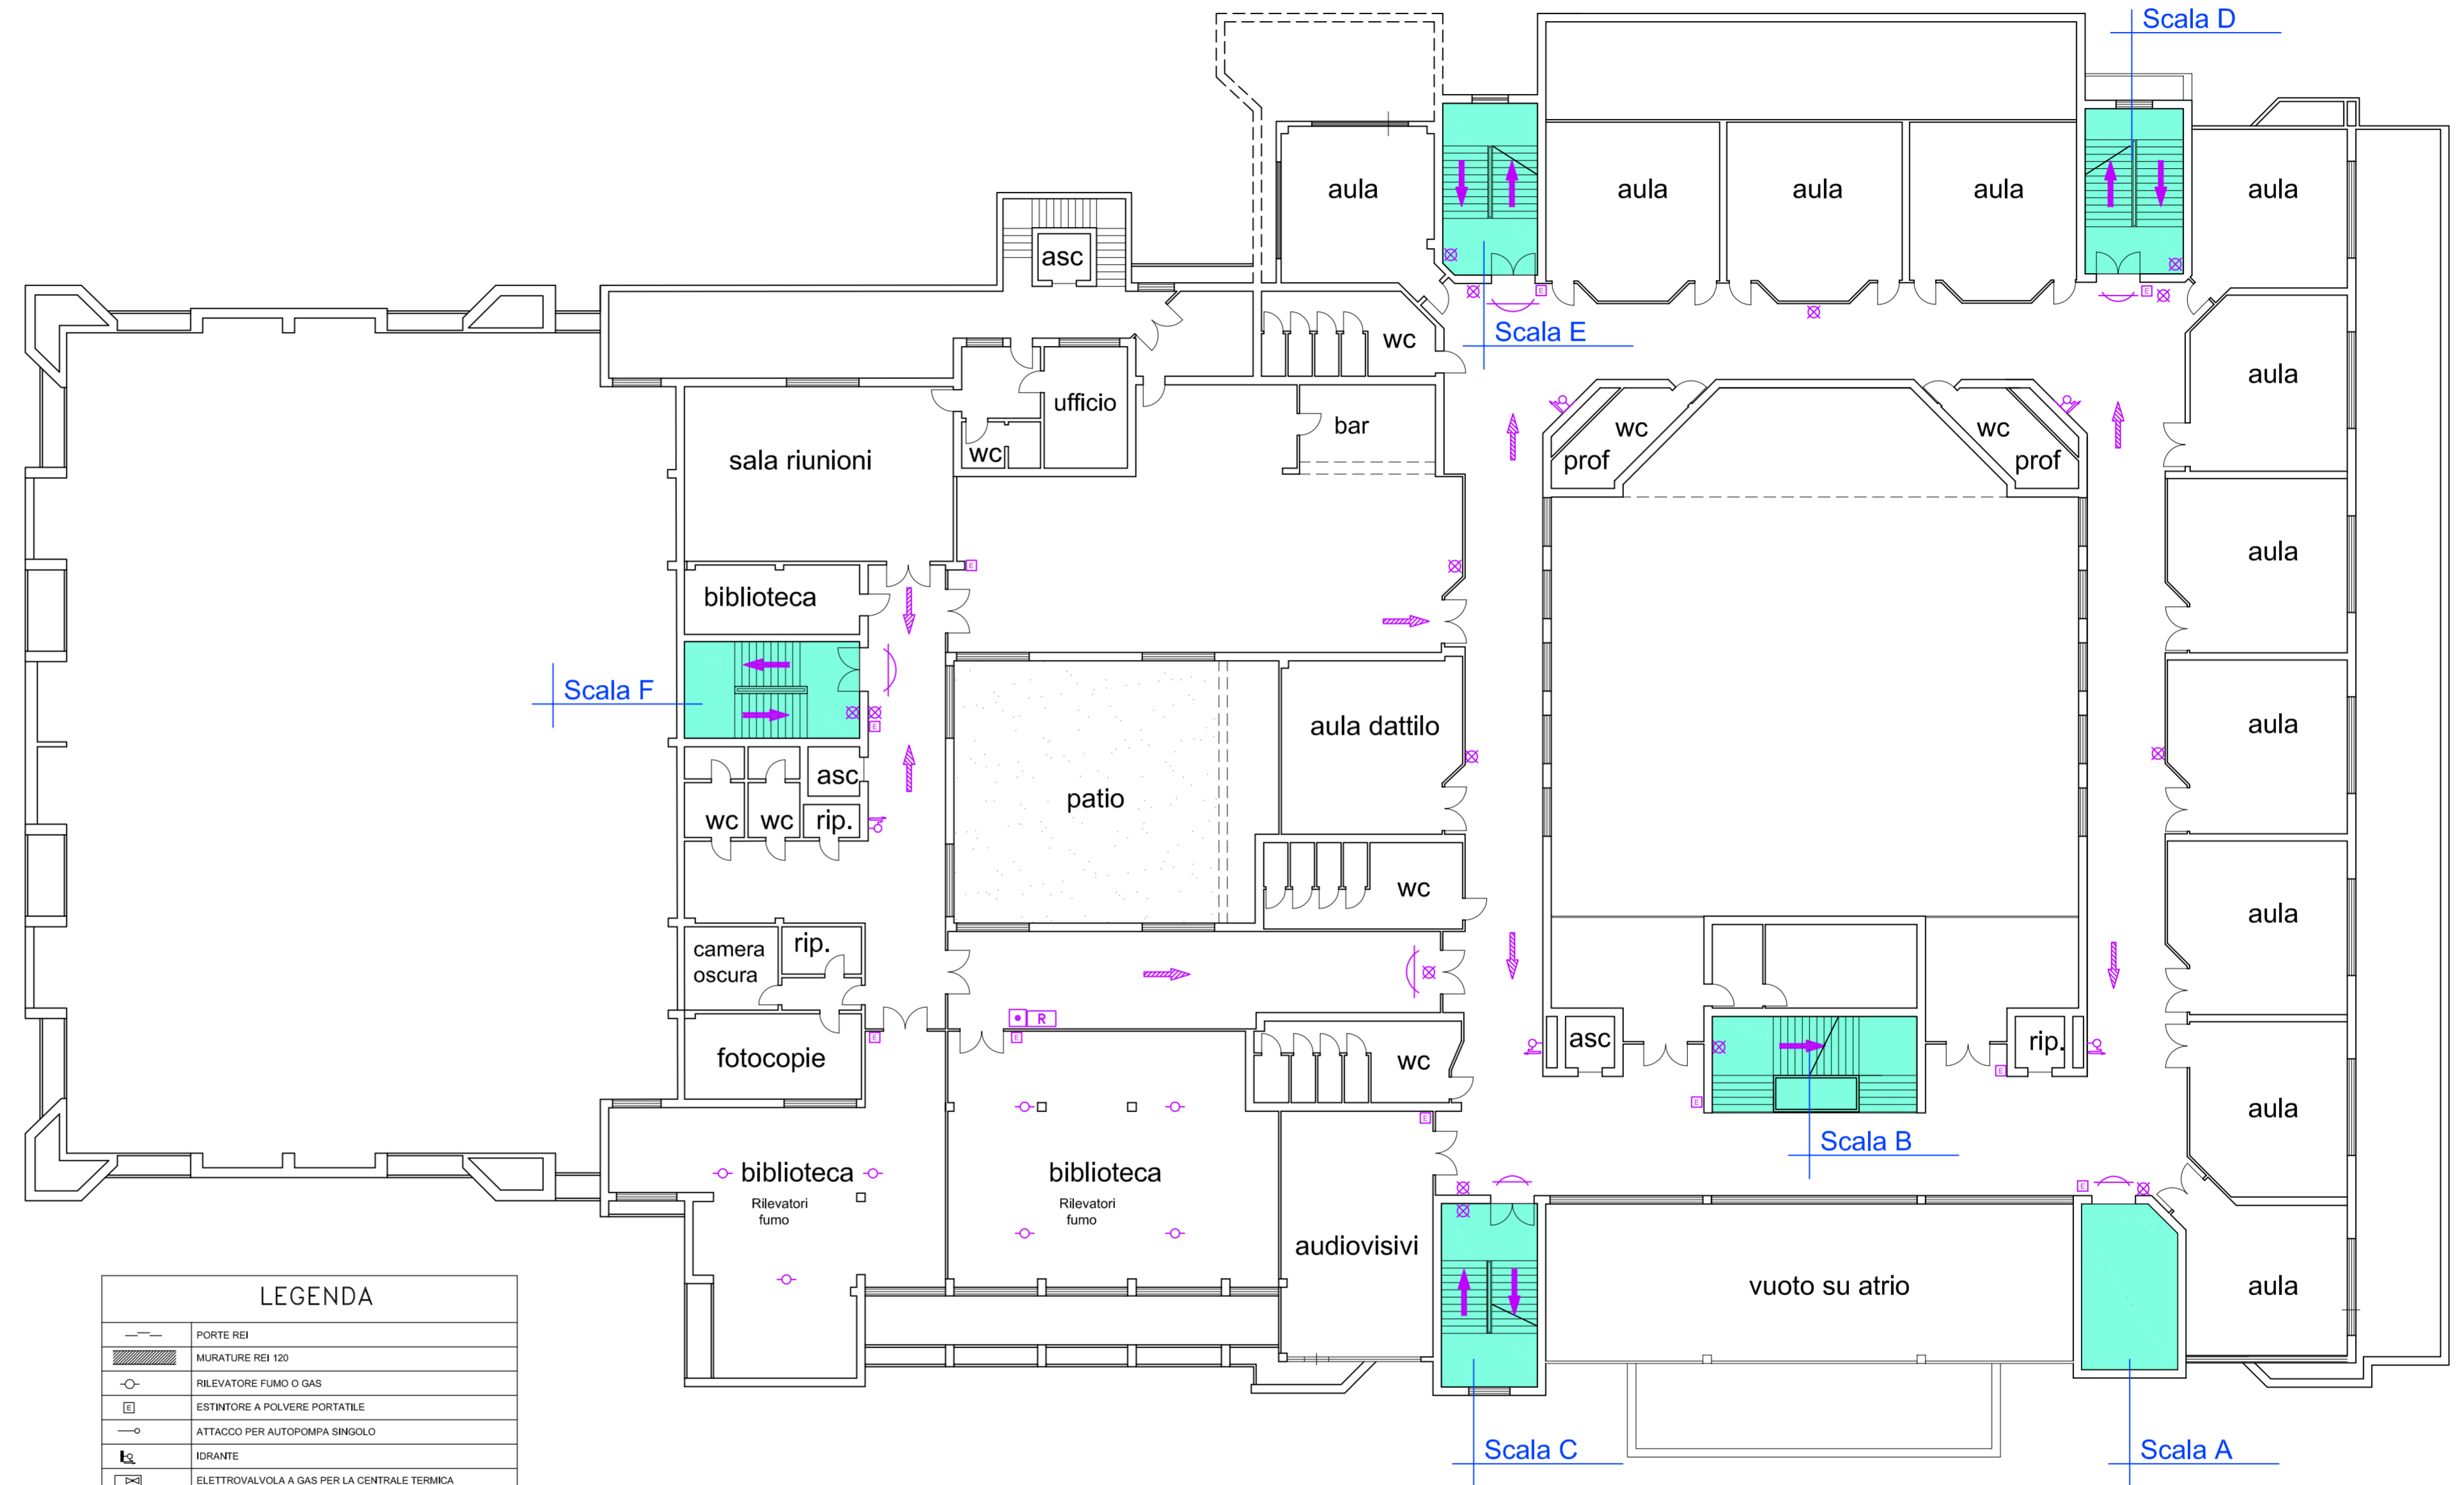 Scala D
aula
aula
aula
aula
aula
asc
Scala E
wc
aula
ufficio
bar
wc
wc
wc
sala riunioni
prof
prof
aula
biblioteca
Scala F
aula dattilo
aula
asc
patio
wc
wc
rip.
wc
aula
camera
oscura
rip.
R
asc
rip.
fotocopie
wc
aula
Scala B
biblioteca
Rilevatori
fumo
biblioteca
Rilevatori
fumo
audiovisivi
vuoto su atrio
aula
LEGENDA
PORTE REI
MURATURE REI 120
RILEVATORE FUMO O GAS
E
ESTINTORE A POLVERE PORTATILE
ATTACCO PER AUTOPOMPA SINGOLO
IDRANTE
ELETTROVALVOLA A GAS PER LA CENTRALE TERMICA
Scala C
Scala A